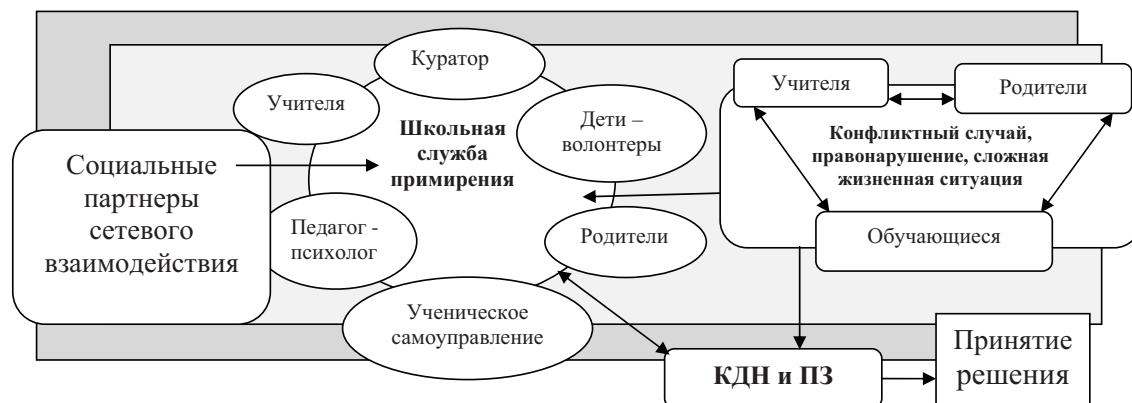 Куратор
Учителя
Дети –
волонтеры
Школьная
служба
примирения
Социальные
партнеры
сетевого
взаимодействия
Педагог -
психолог
Родители
Ученическое
самоуправление
Учителя
Родители
Конфликтный случай,
правонарушение, сложная
жизненная ситуация
Обучающиеся
КДН и ПЗ
Принятие
решения